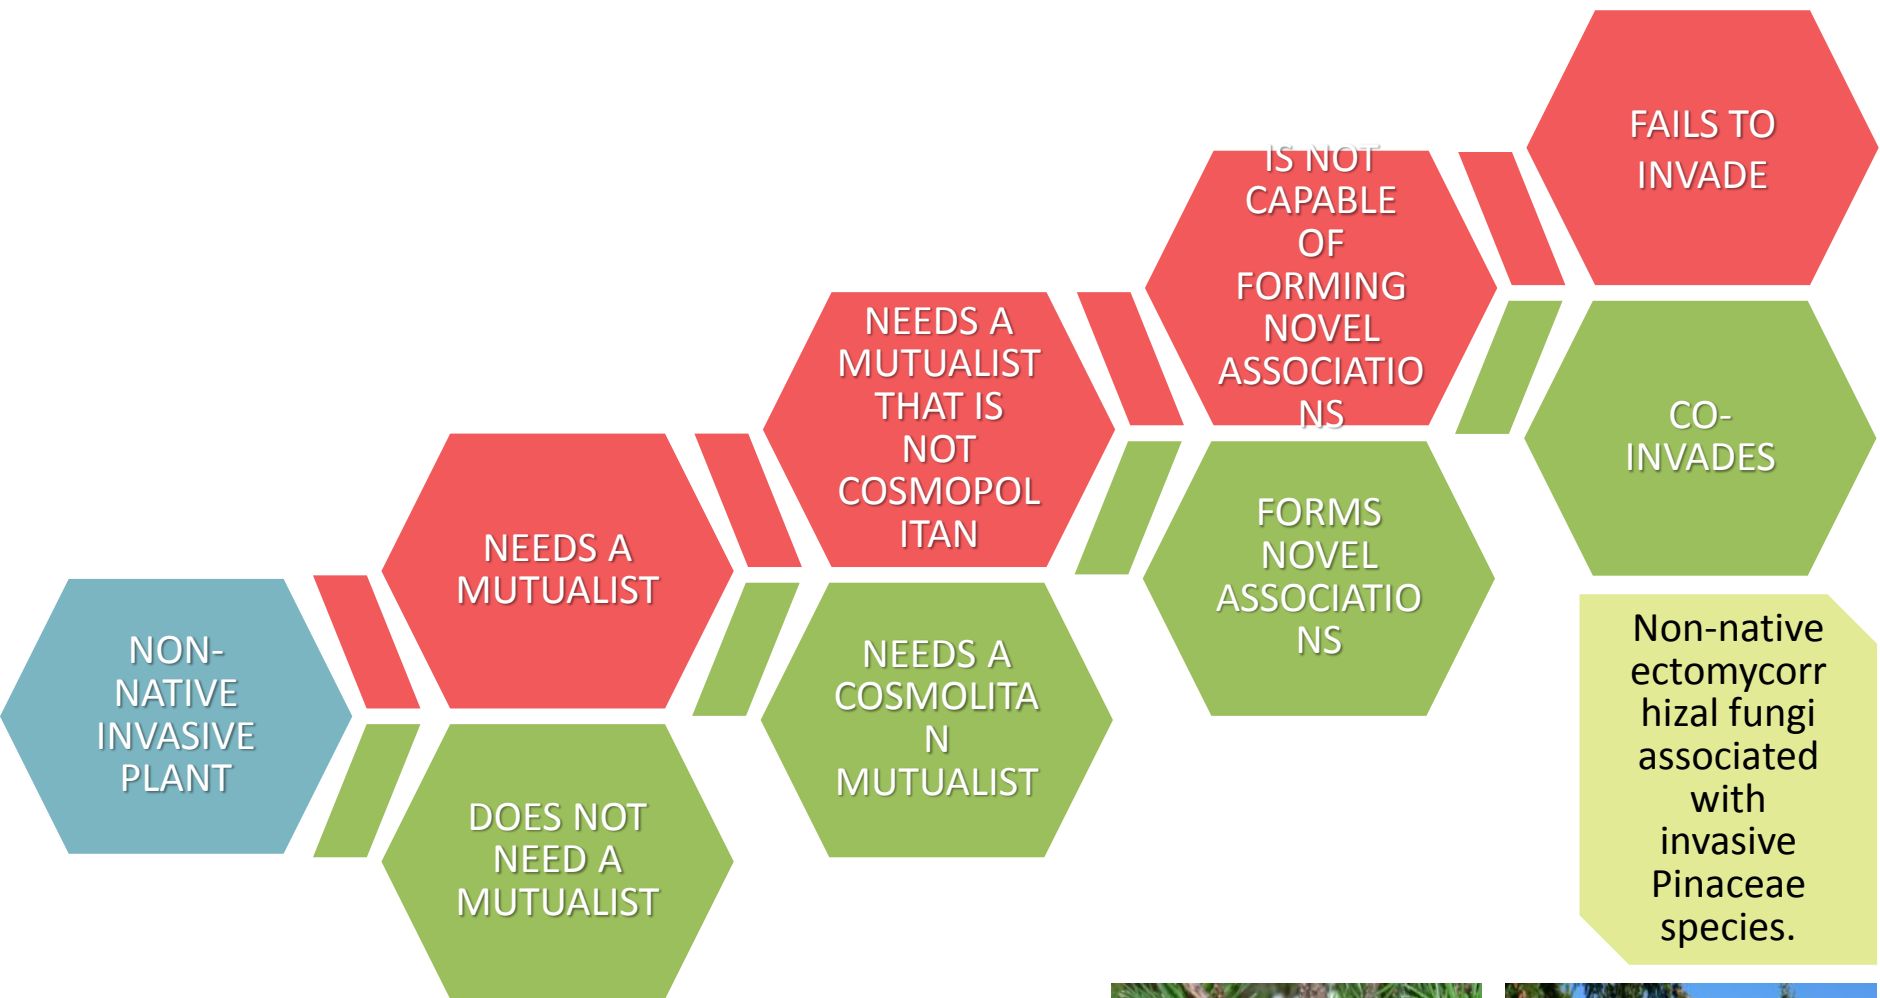 NON-
NATIVE
INVASIVE
PLANT
NEEDS A
MUTUALIST
DOES NOT
NEED A
MUTUALIST
NEEDS A
MUTUALIST
THAT IS
NOT
COSMOPOL
ITAN
NEEDS A
COSMOLITA
N
MUTUALIST
IS NOT
CAPABLE
OF
FORMING
NOVEL
ASSOCIATIO
NS
FORMS
NOVEL
ASSOCIATIO
NS
FAILS TO
INVADE
CO-
INVADES
Non-native
ectomycorr
hizal fungi
associated
with
invasive
Pinaceae
species.